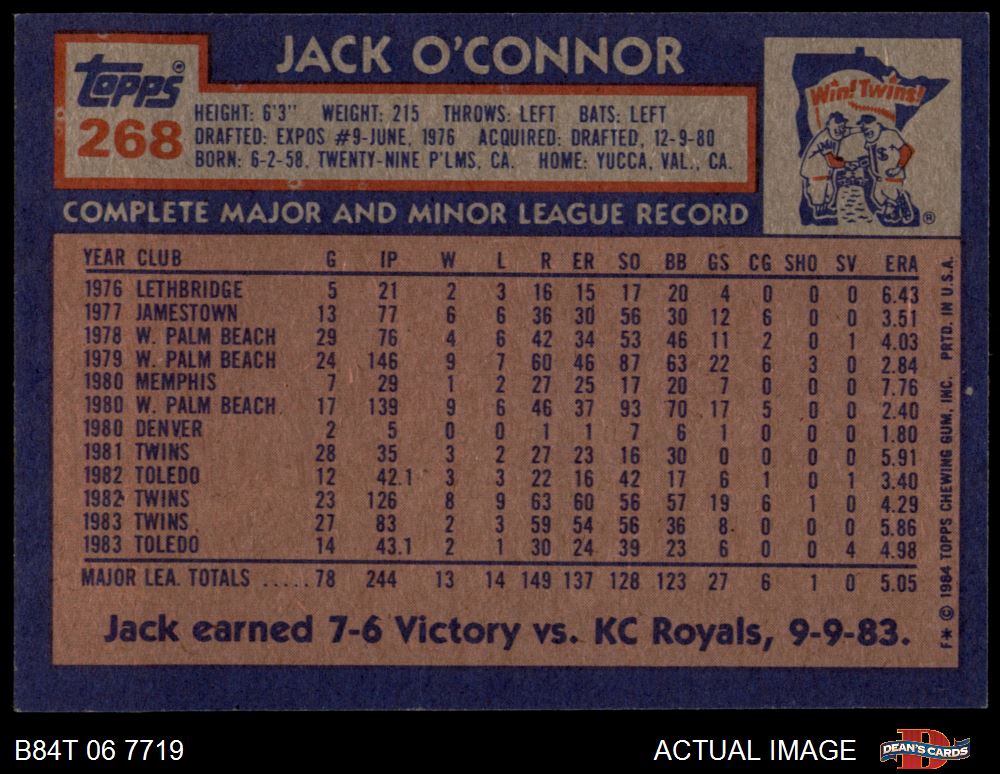 JACK O'CONNOR
TOPPS®
268
HEIGHT: 6'3" WEIGHT: 215 THROWS: LEFT BATS: LEFT
DRAFTED: EXPOS #9-JUNE, 1976 ACQUIRED: DRAFTED, 12-9-80
BORN: 6-2-58, TWENTY-NINE P'LMS, CA. HOME: YUCCA, VAL., CA.
Win! Twins!
®
COMPLETE MAJOR AND MINOR LEAGUE RECORD
YEAR CLUB G IP W L R ER SO BB GS CG SHO SV ERA
1976 LETHBRIDGE 5 21 2 3 16 15 17 20 4 0 0 0 6.43
1977 JAMESTOWN 13 77 6 6 36 30 56 30 12 6 0 0 3.51
1978 W. PALM BEACH 29 76 4 6 42 34 53 46 11 2 0 1 4.03
1979 W. PALM BEACH 24 146 9 7 60 46 87 63 22 6 3 0 2.84
1980 MEMPHIS 7 29 1 2 27 25 17 20 7 0 0 0 7.76
1980 W. PALM BEACH 17 139 9 6 46 37 93 70 17 5 0 0 2.40
1980 DENVER 2 5 0 0 1 1 7 6 1 0 0 0 1.80
1981 TWINS 28 35 3 2 27 23 16 30 0 0 0 0 5.91
1982 TOLEDO 12 42.1 3 3 22 16 42 17 6 1 0 1 3.40
1982 TWINS 23 126 8 9 63 60 56 57 19 6 1 0 4.29
1983 TWINS 27 83 2 3 59 54 56 36 8 0 0 0 5.86
1983 TOLEDO 14 43.1 2 1 30 24 39 23 6 0 0 4 4.98
MAJOR LEA. TOTALS .....78 244 13 14 149 137 128 123 27 6 1 0 5.05
Jack earned 7-6 Victory vs. KC Royals, 9-9-83.
F* © 1984 TOPPS CHEWING GUM, INC. PRTD. IN U.S.A.
B84T 06 7719
ACTUAL IMAGE
DEAN'S CARDS